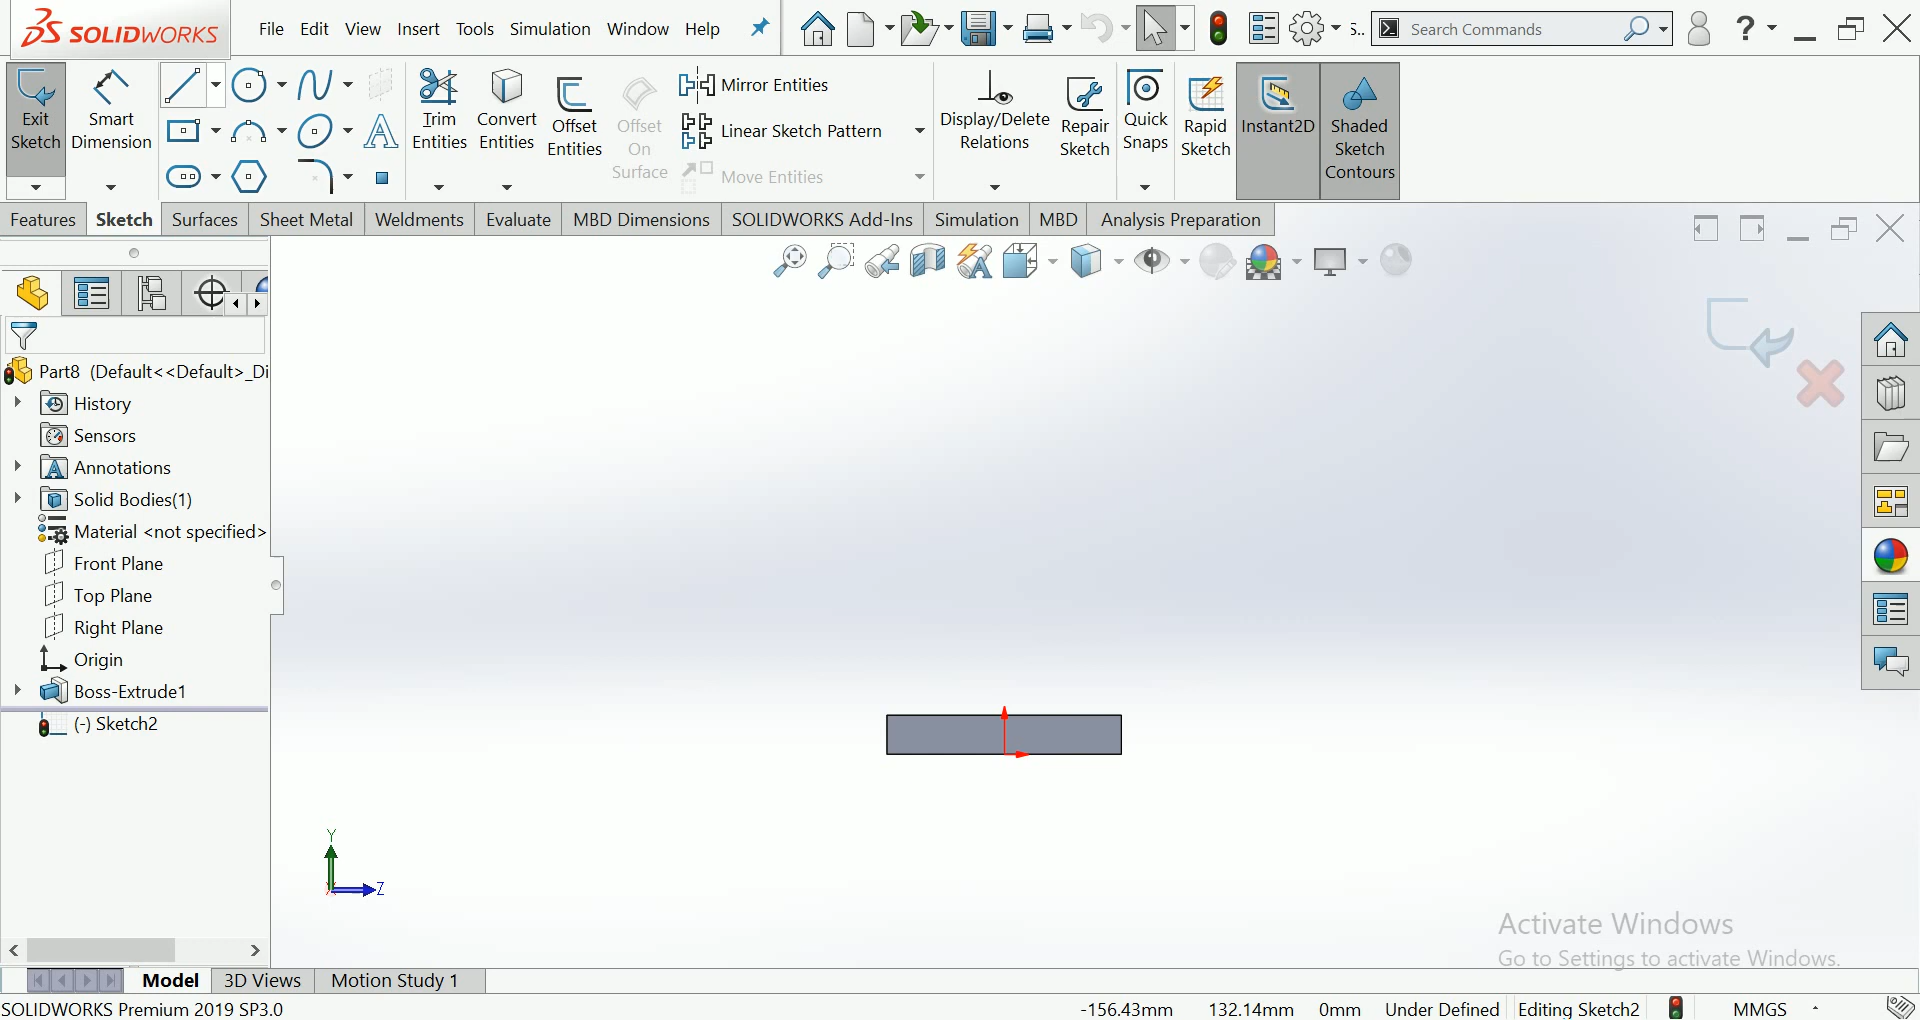 SOLIDWORKS File Edit View Insert Tools Simulation Window Help S.. Search Commands ?
Exit Sketch
Smart Dimension
Trim Entities
Convert Entities
Offset Entities
Offset On Surface
Mirror Entities
Linear Sketch Pattern
Move Entities
Display/Delete Relations
Repair Sketch
Quick Snaps
Rapid Sketch
Instant2D
Shaded Sketch Contours
Features Sketch Surfaces Sheet Metal Weldments Evaluate MBD Dimensions SOLIDWORKS Add-Ins Simulation MBD Analysis Preparation
Part8 (Default<<Default>_Di
History
Sensors
Annotations
Solid Bodies(1)
Material <not specified>
Front Plane
Top Plane
Right Plane
Origin
Boss-Extrude1
(-) Sketch2
Y
Z
Activate Windows
Go to Settings to activate Windows.
Model 3D Views Motion Study 1
SOLIDWORKS Premium 2019 SP3.0 -156.43mm 132.14mm 0mm Under Defined Editing Sketch2 MMGS